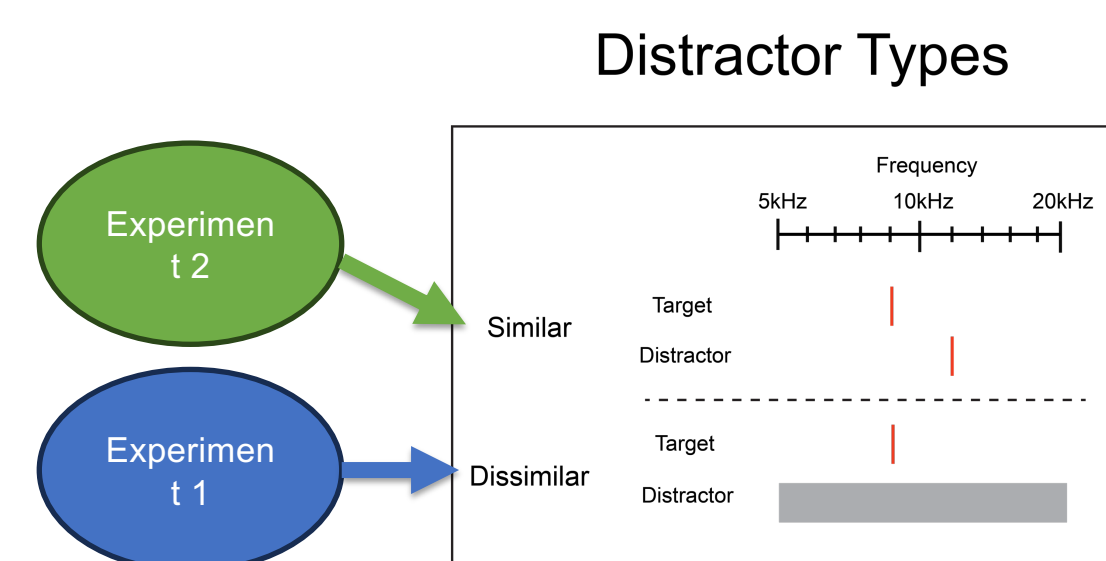 Distractor Types
Experimen
t 2
Frequency
5kHz 10kHz 20kHz
Similar
Target
Distractor
Experimen
t 1
Dissimilar
Target
Distractor